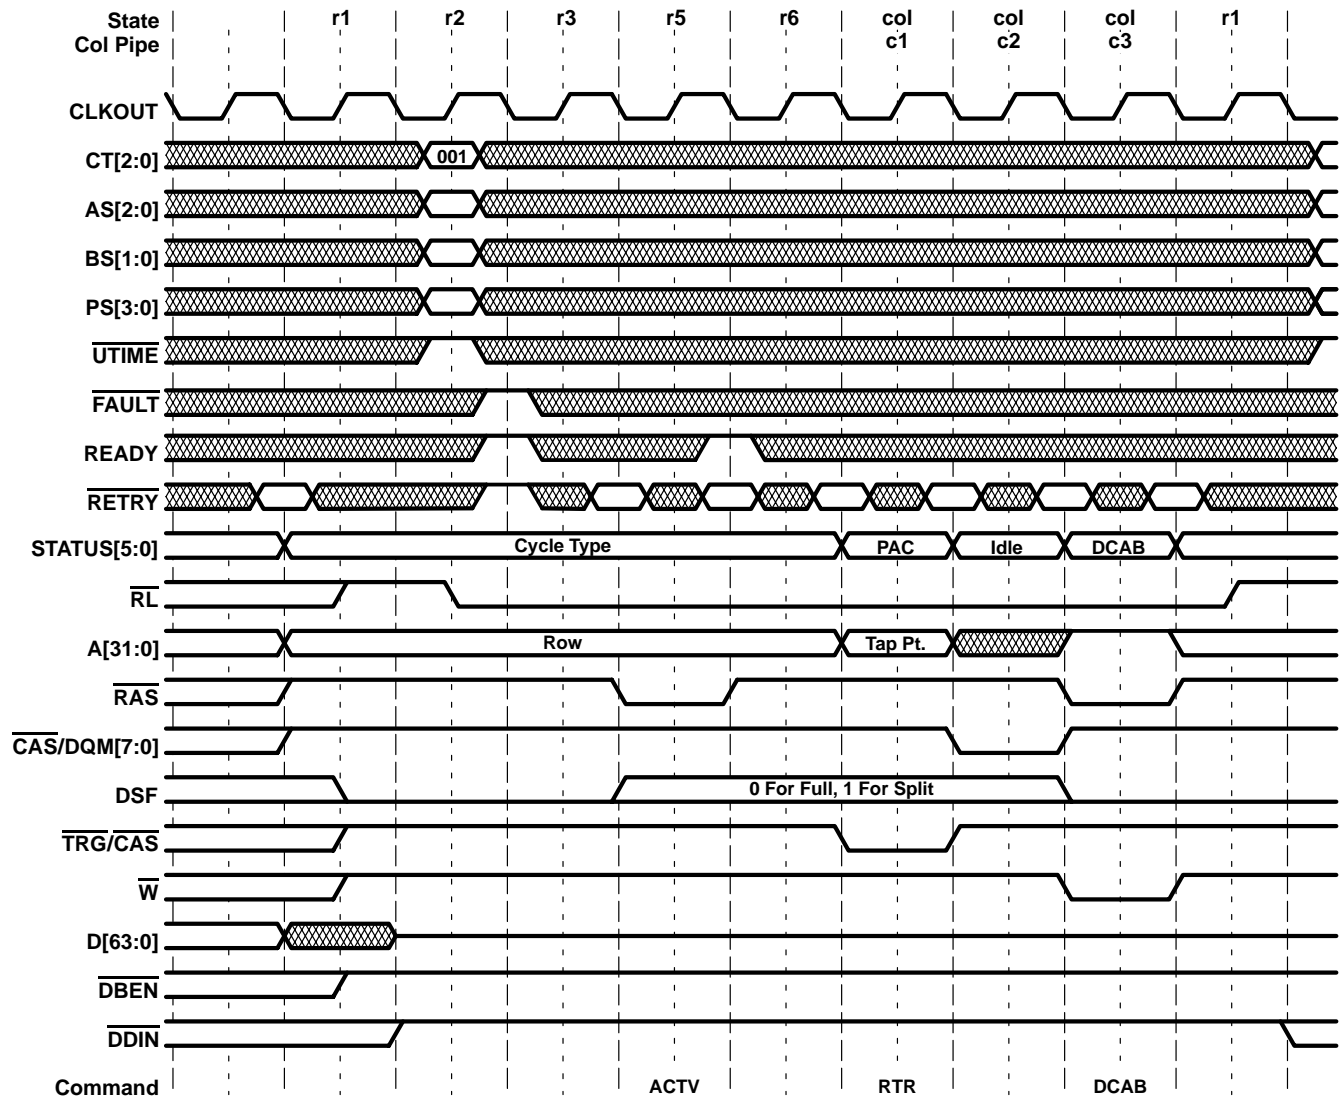 State r1 r2 r3 r5 r6 col col col r1
Col Pipe c1 c2 c3
CLKOUT
CT[2:0] 001
AS[2:0]
BS[1:0]
PS[3:0]
UTIME
FAULT
READY
RETRY
STATUS[5:0] Cycle Type PAC Idle DCAB
RL
A[31:0] Row Tap Pt.
RAS
CAS/DQM[7:0]
DSF 0 For Full, 1 For Split
TRG/CAS
W
D[63:0]
DBEN
DDIN
Command ACTV RTR DCAB